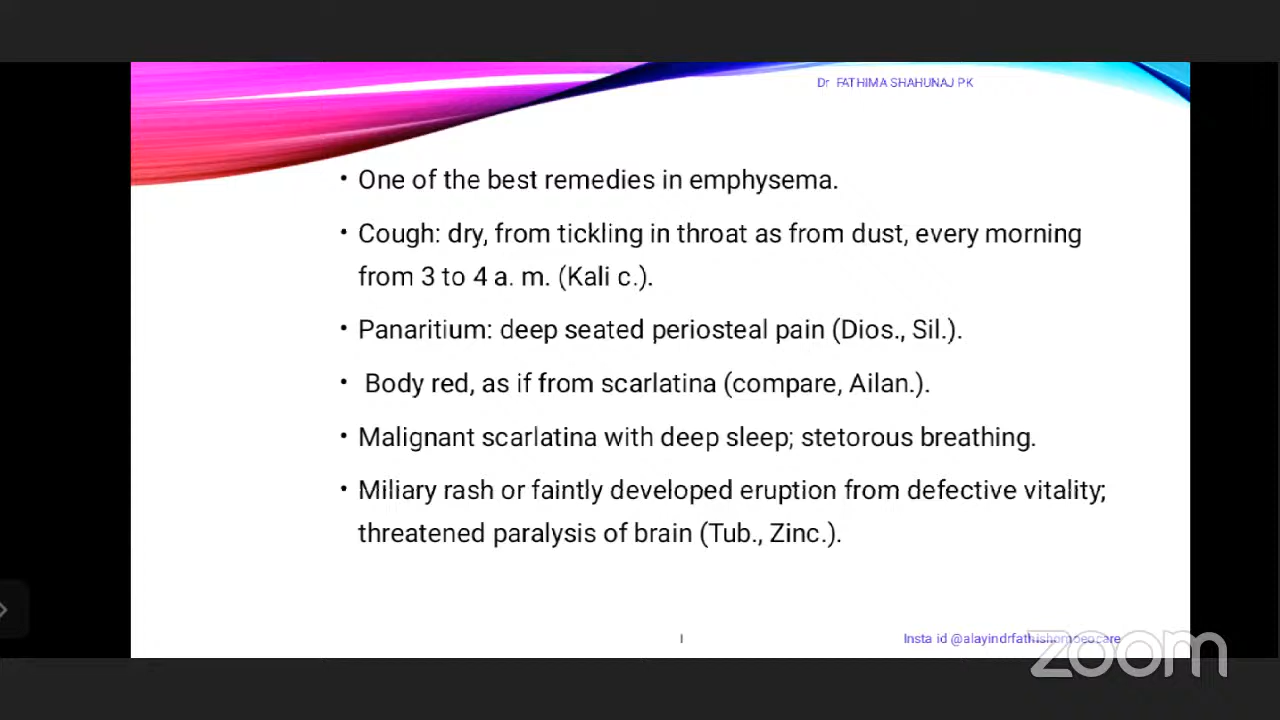 Dr FATHIMA SHAHUNAJ PK
• One of the best remedies in emphysema.
• Cough: dry, from tickling in throat as from dust, every morning
from 3 to 4 a. m. (Kali c.).
• Panaritium: deep seated periosteal pain (Dios., Sil.).
• Body red, as if from scarlatina (compare, Ailan.).
• Malignant scarlatina with deep sleep; stetorous breathing.
• Miliary rash or faintly developed eruption from defective vitality;
threatened paralysis of brain (Tub., Zinc.).
Insta id @alayindrfathishomoeocare
zoom